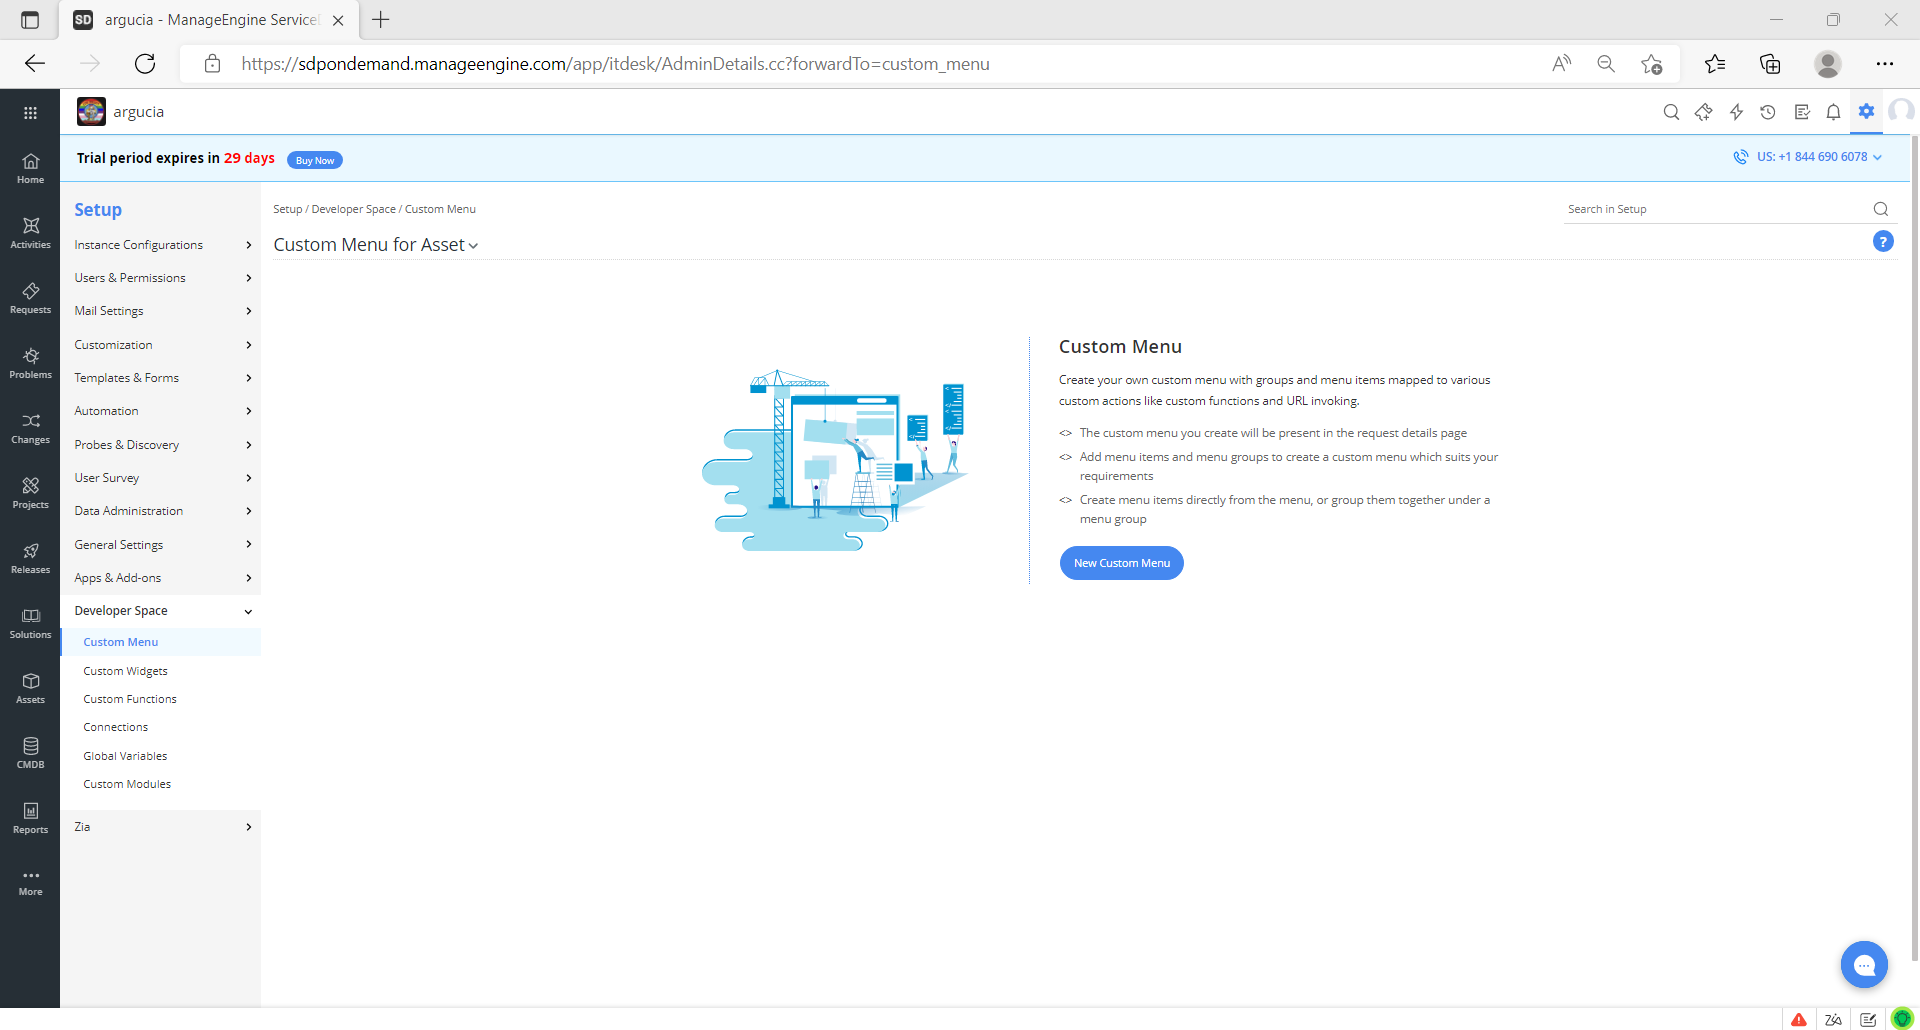 SD argucia - ManageEngine Service
https://sdpondemand.manageengine.com/app/itdesk/AdminDetails.cc?forwardTo=custom_menu
argucia
Trial period expires in 29 days Buy Now
US: +1 844 690 6078
Home
Activities
Requests
Problems
Changes
Projects
Releases
Solutions
Assets
CMDB
Reports
More
Setup
Instance Configurations
Users & Permissions
Mail Settings
Customization
Templates & Forms
Automation
Probes & Discovery
User Survey
Data Administration
General Settings
Apps & Add-ons
Developer Space
Custom Menu
Custom Widgets
Custom Functions
Connections
Global Variables
Custom Modules
Zia
Setup / Developer Space / Custom Menu
Search in Setup
Custom Menu for Asset
?
Custom Menu
Create your own custom menu with groups and menu items mapped to various
custom actions like custom functions and URL invoking.
<> The custom menu you create will be present in the request details page
<> Add menu items and menu groups to create a custom menu which suits your
requirements
<> Create menu items directly from the menu, or group them together under a
menu group
New Custom Menu